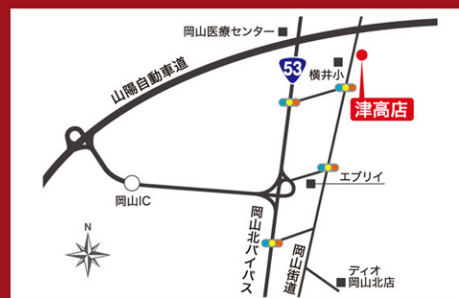 岡山医療センター
53
横井小
山陽自動車道
津高店
エブリイ
岡山IC
N
岡山北バイパス
岡山街道
ディオ
岡山北店